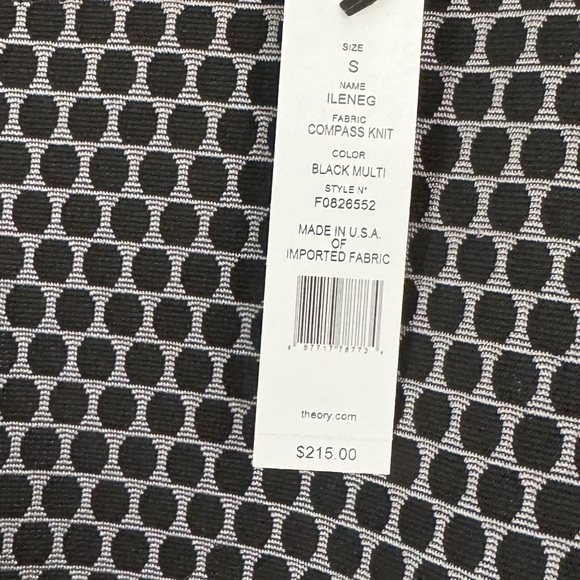 SIZE
S
NAME
ILENEG
FABRIC
COMPASS KNIT
COLOR
BLACK MULTI
STYLE N°
F0826552
MADE IN U.S.A.
OF
IMPORTED FABRIC
theory.com
$215.00